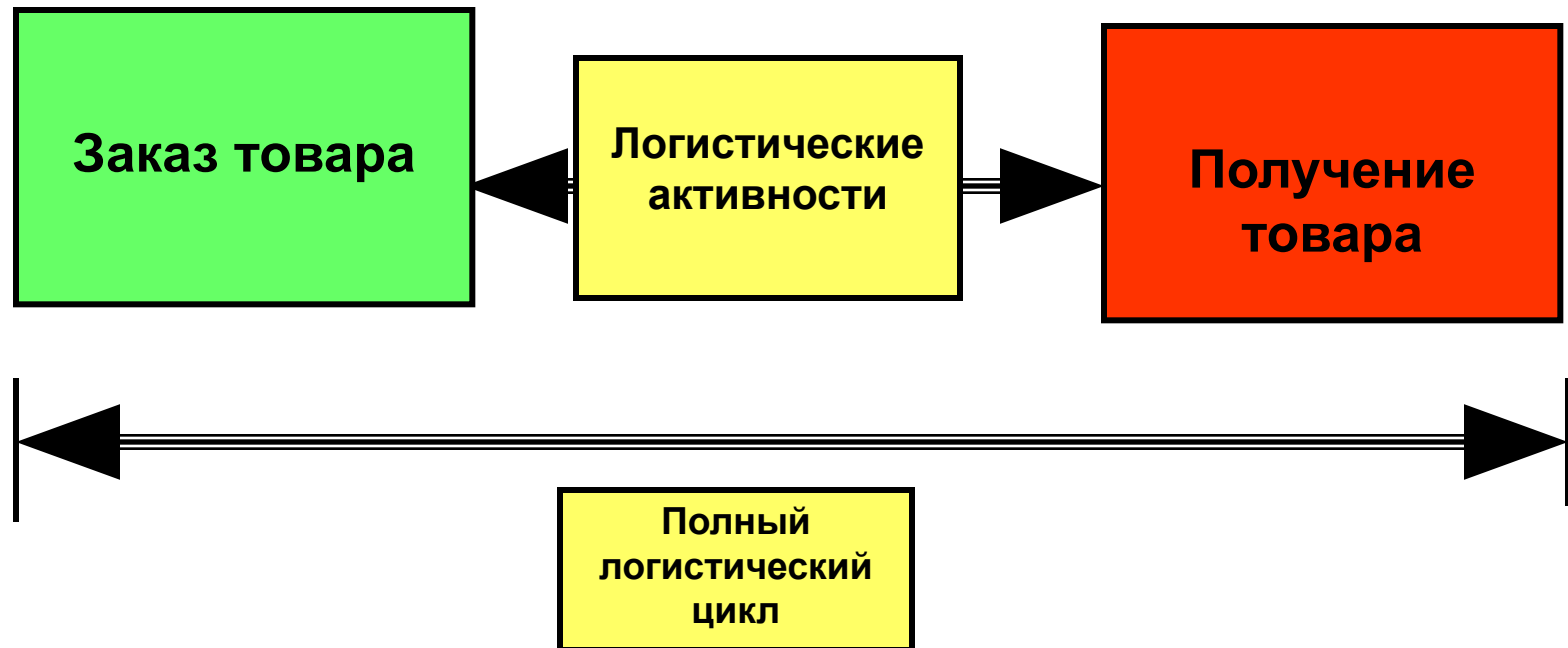 Заказ товара
Логистические
активности
Получение
товара
Полный
логистический
цикл